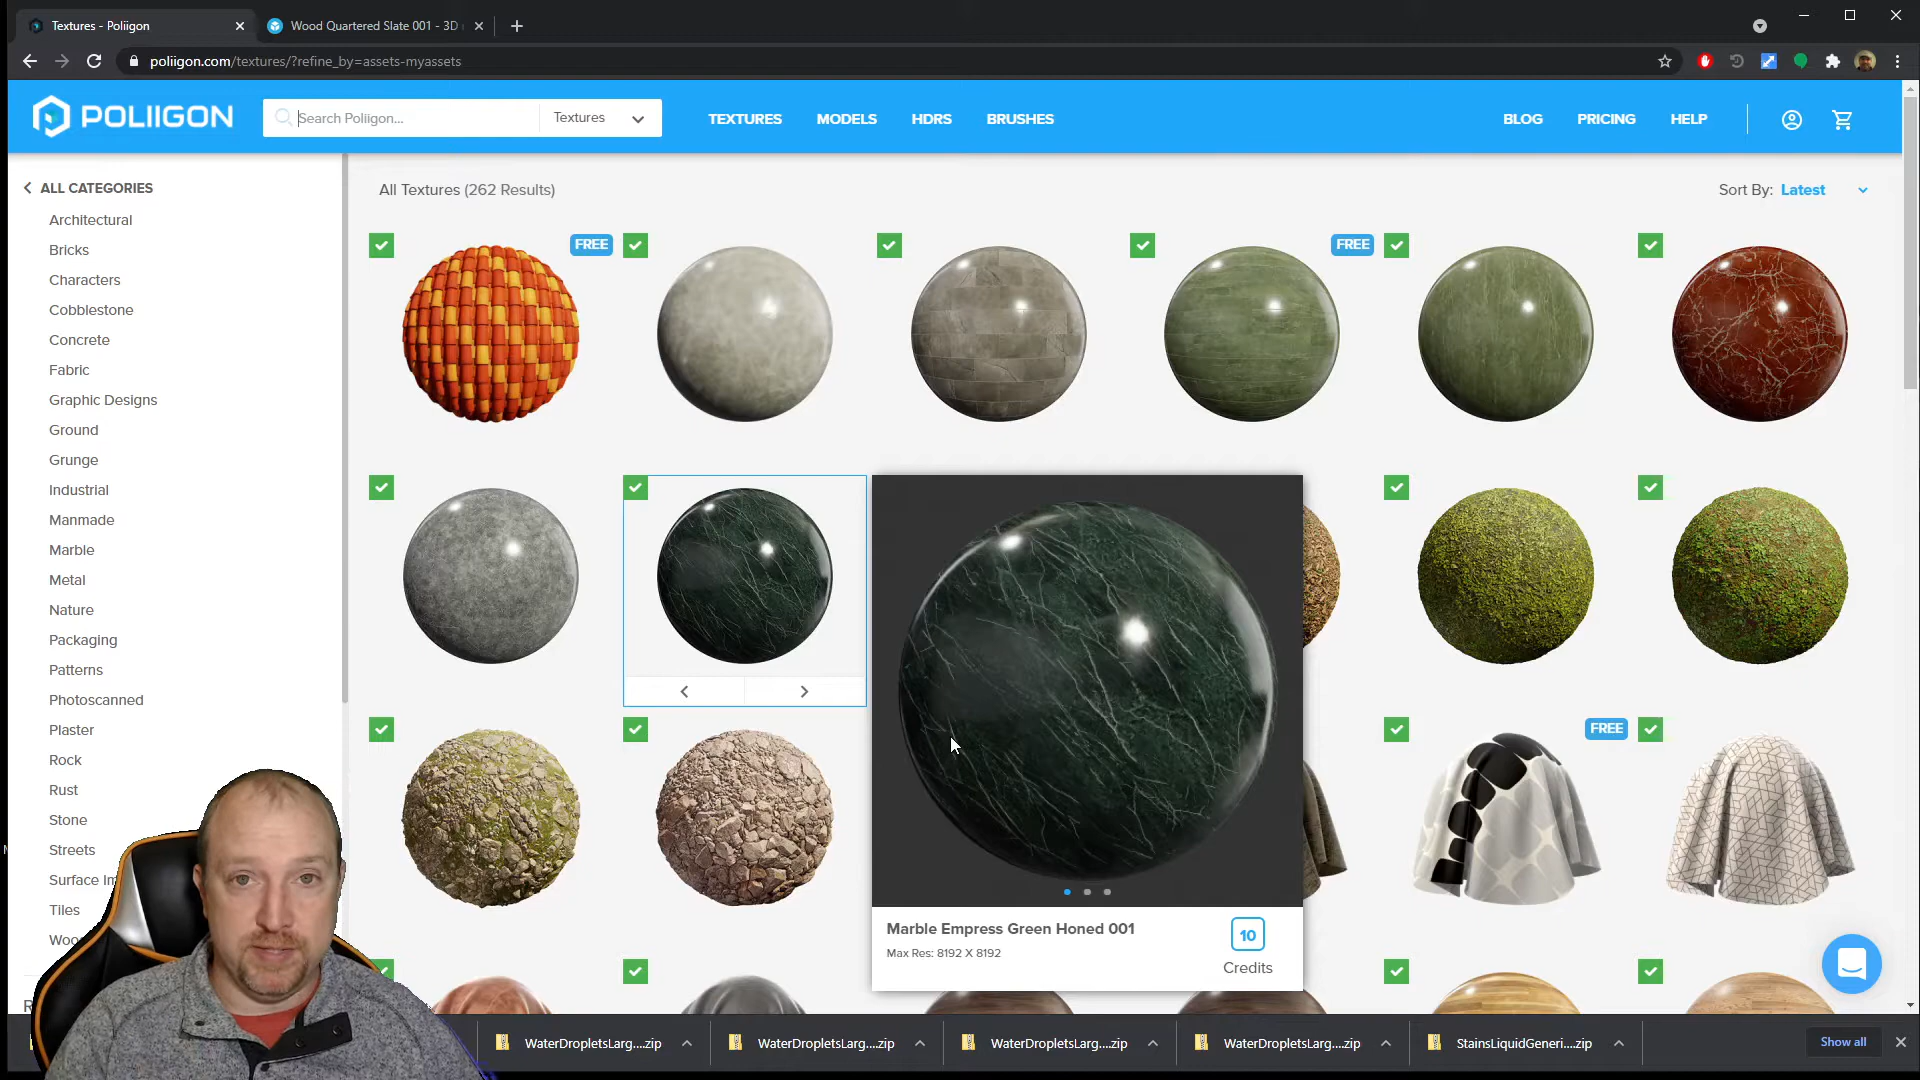 Textures - Poliigon
Wood Quartered Slate 001 - 3D
poliigon.com/textures/?refine_by=assets-myassets
POLIIGON
Search Poliigon...
Textures
TEXTURES
MODELS
HDRS
BRUSHES
BLOG
PRICING
HELP
ALL CATEGORIES
Architectural
Bricks
Characters
Cobblestone
Concrete
Fabric
Graphic Designs
Ground
Grunge
Industrial
Manmade
Marble
Metal
Nature
Packaging
Patterns
Photoscanned
Plaster
Rock
Rust
Stone
Streets
Surface Im
Tiles
Woo
All Textures (262 Results)
Sort By: Latest
FREE
FREE
FREE
Marble Empress Green Honed 001
Max Res: 8192 X 8192
10
Credits
WaterDropletsLarg....zip
WaterDropletsLarg....zip
WaterDropletsLarg....zip
WaterDropletsLarg....zip
StainsLiquidGeneri....zip
Show all